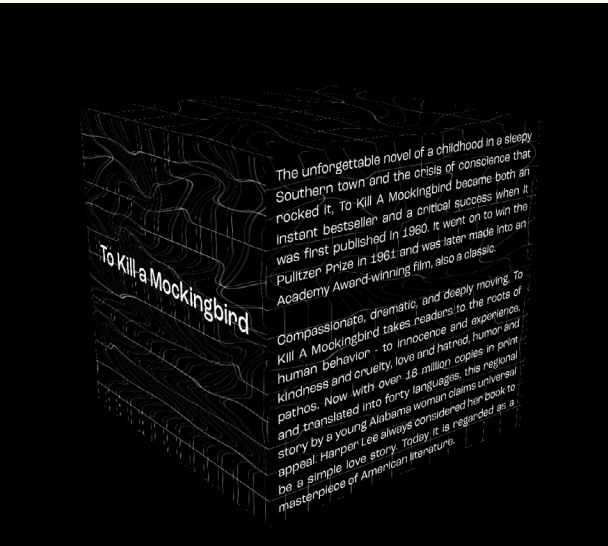 To Kill a Mockingbird
The unforgettable novel of a childhood in a sleepy
Southern town and the crisis of conscience that
rocked it, To Kill A Mockingbird became both an
instant bestseller and a critical success when it
was first published in 1960. It went on to win the
Pulitzer Prize in 1961 and was later made into an
Academy Award-winning film, also a classic.
Compassionate, dramatic, and deeply moving, To
Kill A Mockingbird takes readers to the roots of
human behavior - to innocence and experience,
kindness and cruelty, love and hatred, humor and
pathos. Now with over 18 million copies in print
and translated into forty languages, this regional
story by a young Alabama woman claims universal
appeal. Harper Lee always considered her book to
be a simple love story. Today it is regarded as a
masterpiece of American literature.